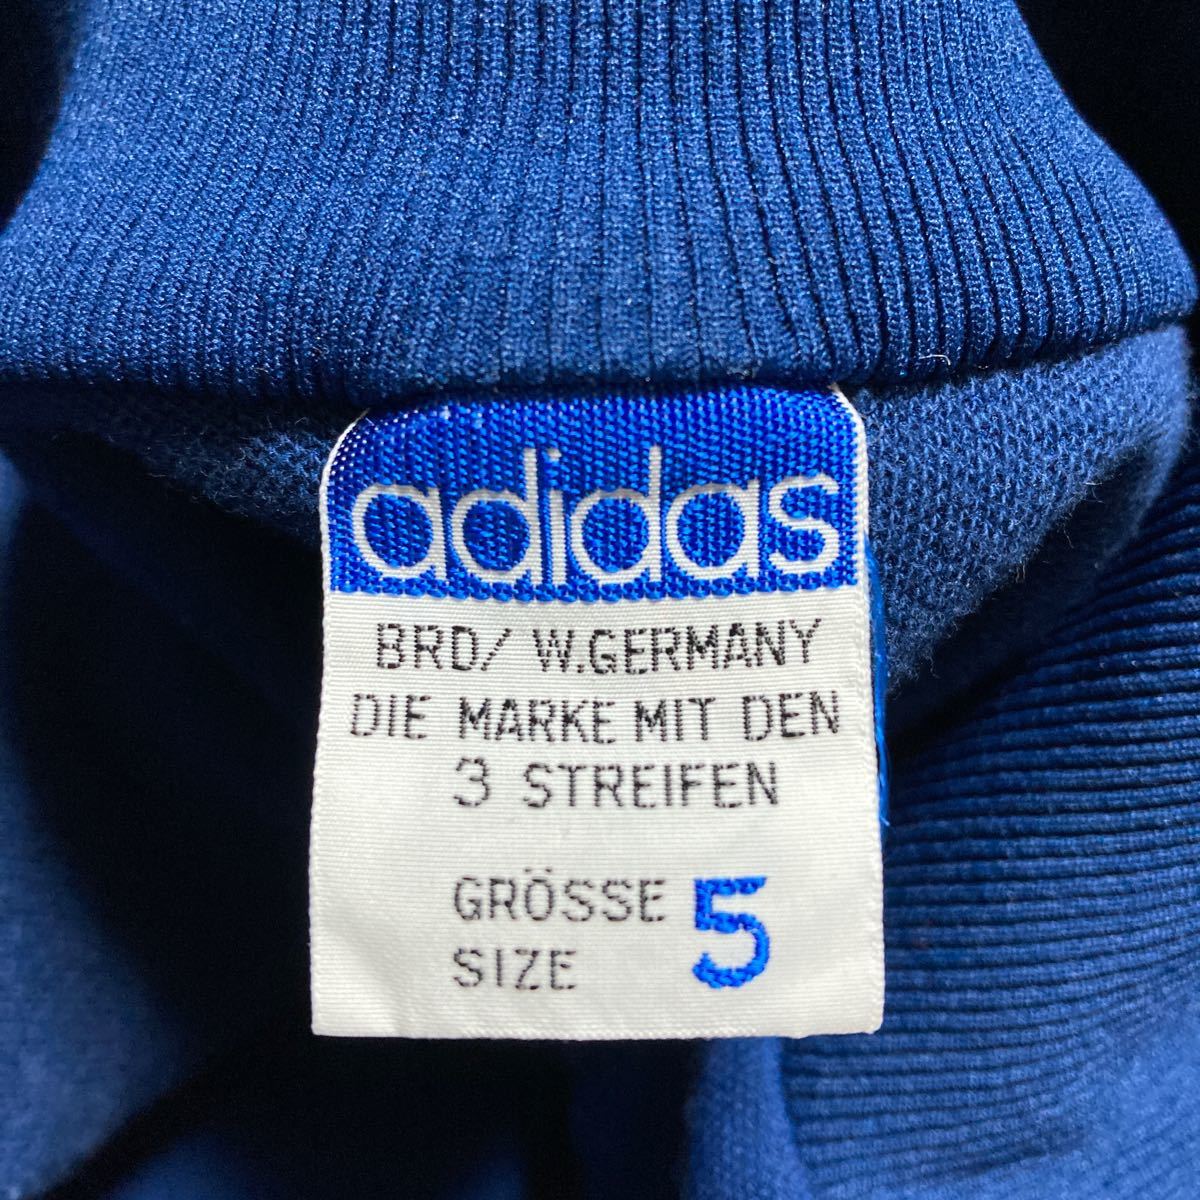 adidas
BRD/ W.GERMANY
DIE MARKE MIT DEN
3 STREIFEN
GRÖSSE 5
SIZE